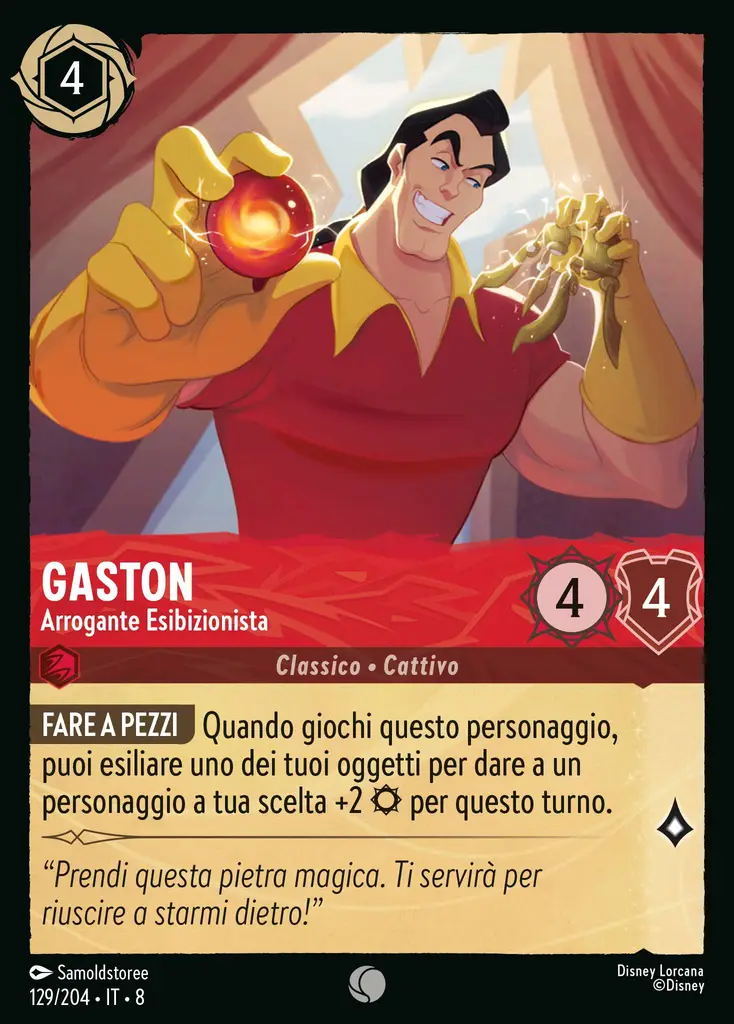 4
GASTON
Arrogante Esibizionista
4
4
Classico • Cattivo
FARE A PEZZI Quando giochi questo personaggio,
puoi esiliare uno dei tuoi oggetti per dare a un
personaggio a tua scelta +2 per questo turno.
“Prendi questa pietra magica. Ti servirà per
riuscire a starmi dietro!”
Samoldstoree
129/204 • IT • 8
Disney Lorcana
©Disney